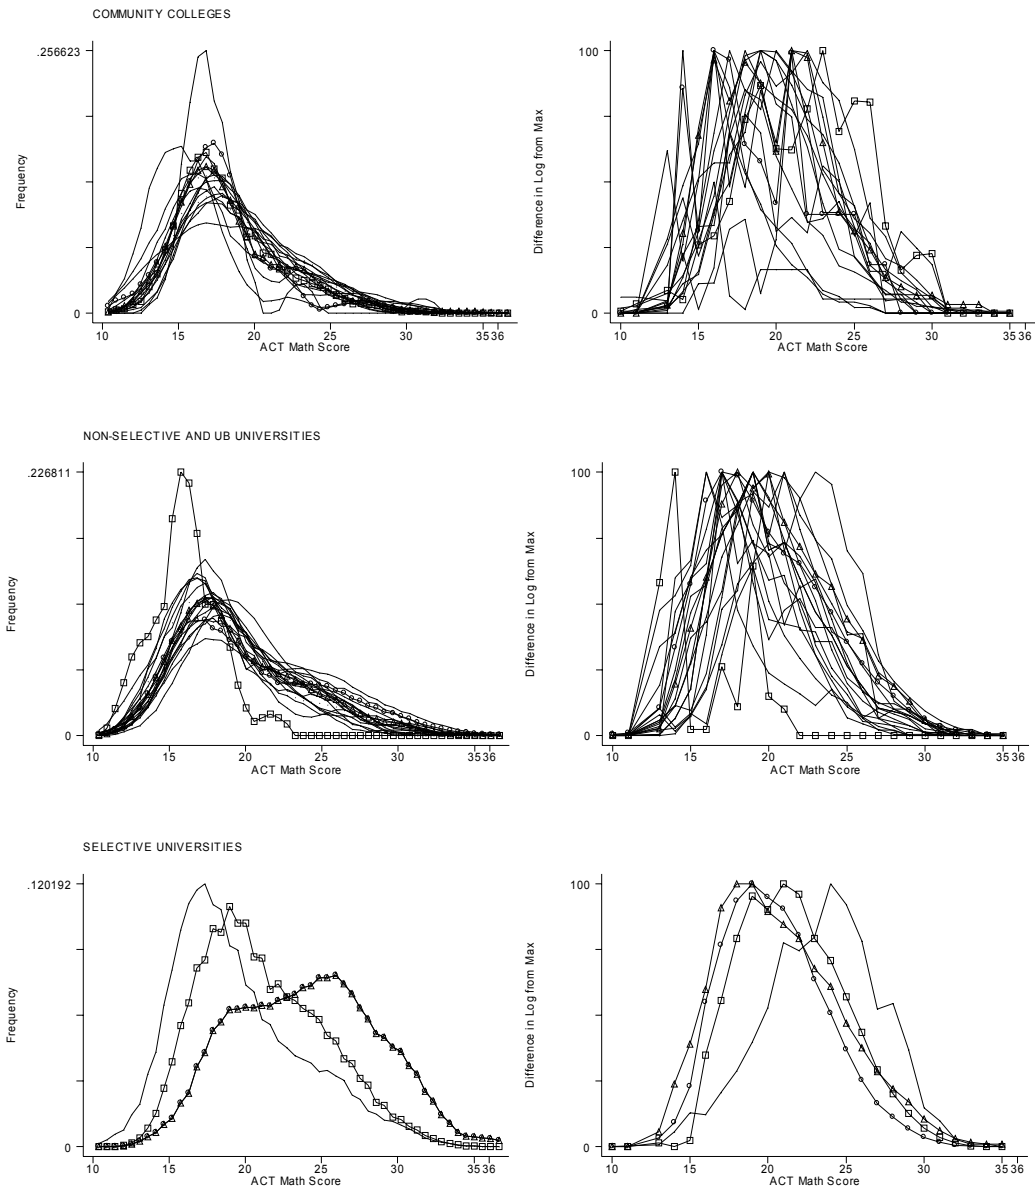 COMMUNITY COLLEGES
.256623
0
Frequency
10 15 20 25 30 35 36
ACT Math Score
100
0
Difference in Log from Max
10 15 20 25 30 35 36
ACT Math Score
NON-SELECTIVE AND UB UNIVERSITIES
.226811
0
Frequency
10 15 20 25 30 35 36
ACT Math Score
100
0
Difference in Log from Max
10 15 20 25 30 35 36
ACT Math Score
SELECTIVE UNIVERSITIES
.120192
0
Frequency
10 15 20 25 30 35 36
ACT Math Score
100
0
Difference in Log from Max
10 15 20 25 30 35 36
ACT Math Score